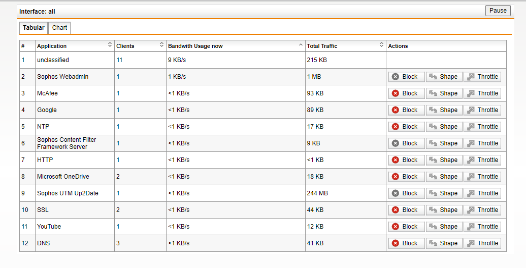 Interface: all
Pause
Tabular Chart
# Application Clients Bandwith Usage now Total Traffic Actions
1 unclassified 11 9 KB/s 215 KB
2 Sophos Webadmin 1 1 KB/s 1 MB Block Shape Throttle
3 McAfee 1 <1 KB/s 93 KB Block Shape Throttle
4 Google 1 <1 KB/s 89 KB Block Shape Throttle
5 NTP 1 <1 KB/s 17 KB Block Shape Throttle
6 Sophos Content Filter
Framework Server 1 <1 KB/s 9 KB Block Shape Throttle
7 HTTP 1 <1 KB/s <1 KB Block Shape Throttle
8 Microsoft OneDrive 2 <1 KB/s 18 KB Block Shape Throttle
9 Sophos UTM Up2Date 1 <1 KB/s 244 MB Block Shape Throttle
10 SSL 2 <1 KB/s 44 KB Block Shape Throttle
11 YouTube 1 <1 KB/s 12 KB Block Shape Throttle
12 DNS 3 <1 KB/s 41 KB Block Shape Throttle